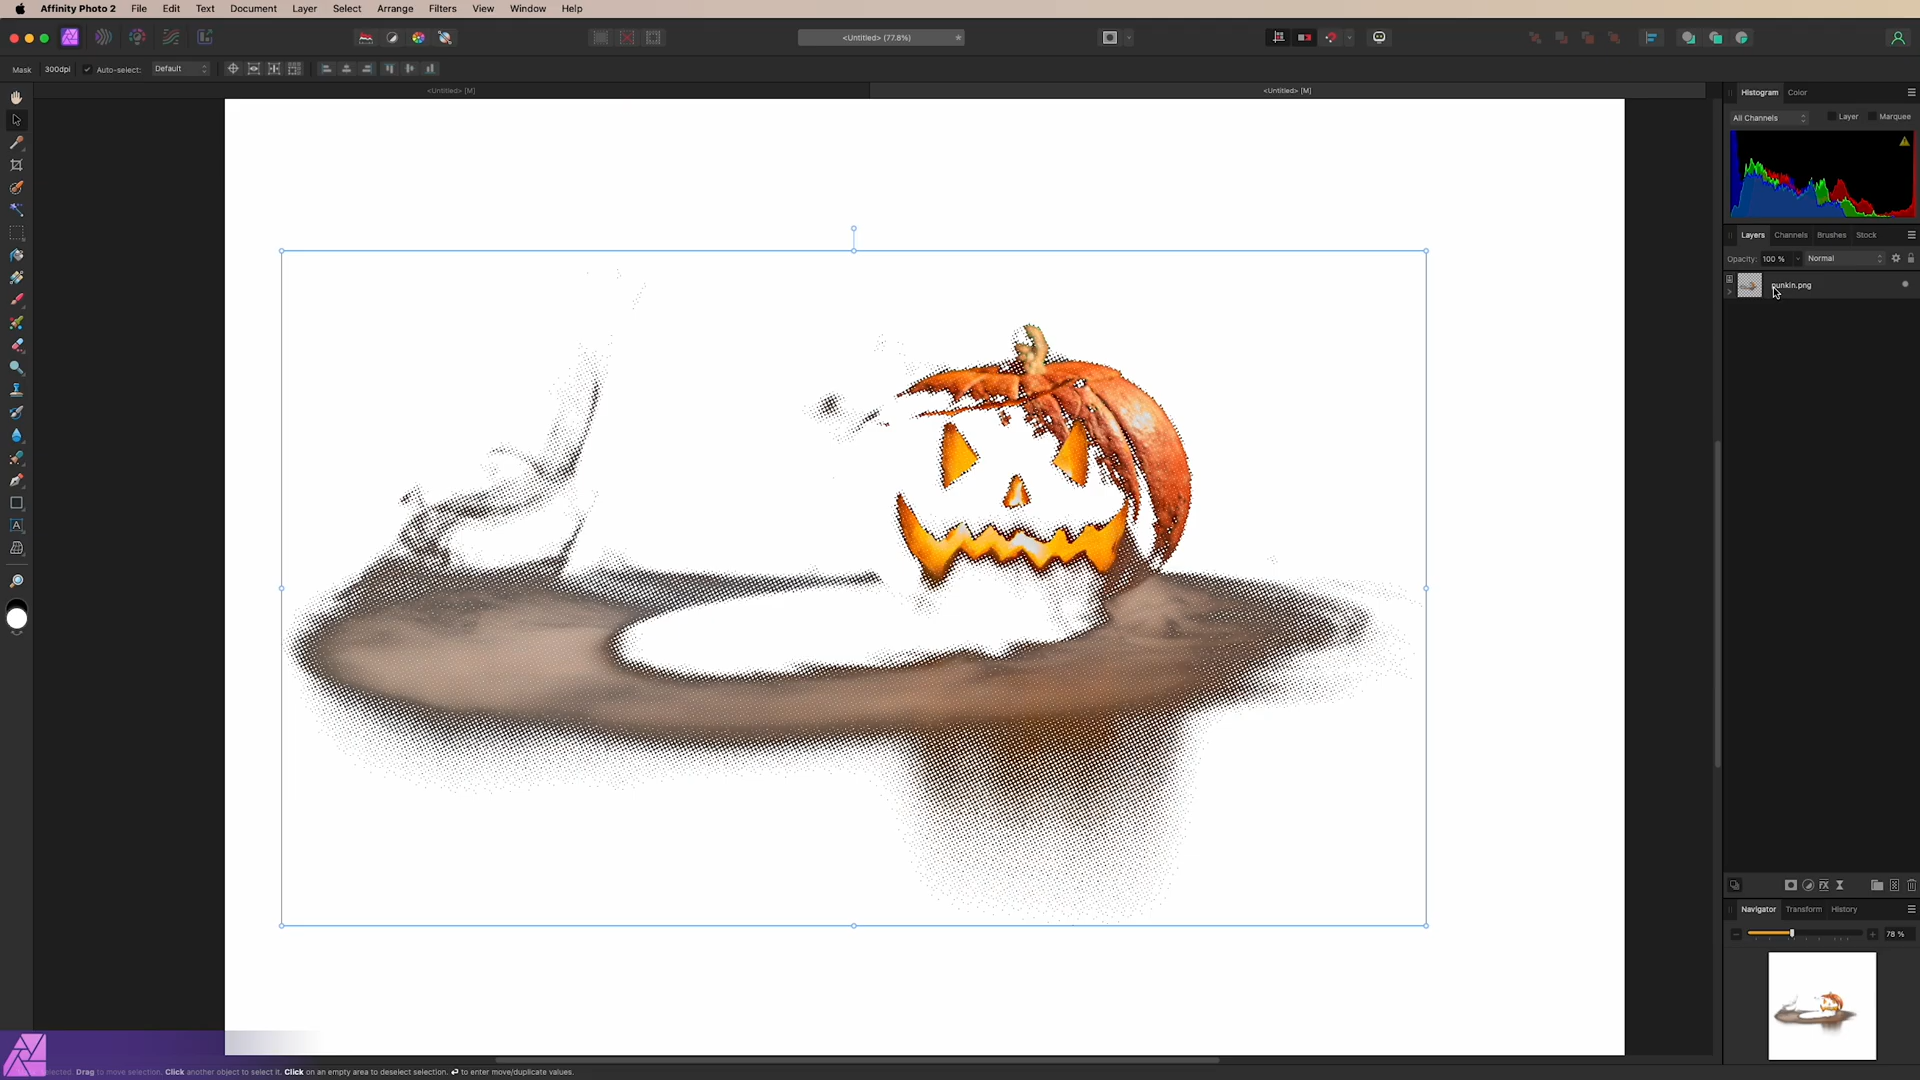 Affinity Photo 2 File Edit Text Document Layer Select Arrange Filters View Window Help
<Untitled> (77.8%)
Mask 300dpi Auto-select: Default
<Untitled> [M] <Untitled> [M]
Histogram Color
All Channels Layer Marquee
Layers Channels Brushes Stock
Opacity: 100 % Normal
punkin.png
Navigator Transform History
78 %
Drag to move selection. Click another object to select it. Click on an empty area to deselect selection. ⏎ to enter move/duplicate values.